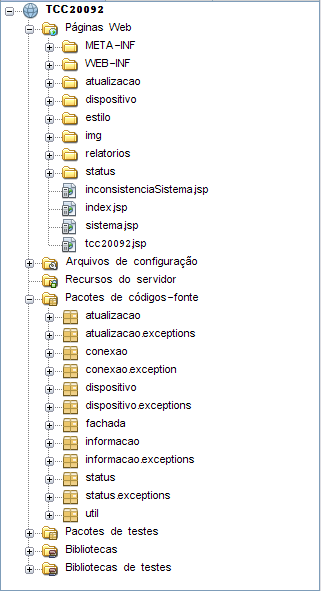 TCC20092
Páginas Web
META-INF
WEB-INF
atualizacao
dispositivo
estilo
img
relatorios
status
inconsistenciaSistema.jsp
index.jsp
sistema.jsp
tcc20092.jsp
Arquivos de configuração
Recursos do servidor
Pacotes de códigos-fonte
atualizacao
atualizacao.exceptions
conexao
conexao.exception
dispositivo
dispositivo.exceptions
fachada
informacao
informacao.exceptions
status
status.exceptions
util
Pacotes de testes
Bibliotecas
Bibliotecas de testes